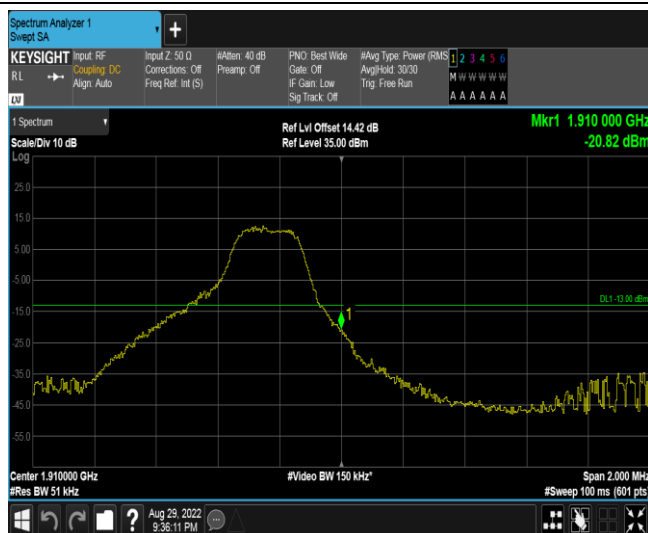 Spectrum Analyzer 1
Swept SA
+
KEYSIGHT
RL
LXI
Input: RF
Coupling: DC
Align: Auto
Input Z: 50 Ω
Corrections: Off
Freq Ref: Int (S)
#Atten: 40 dB
Preamp: Off
PNO: Best Wide
Gate: Off
IF Gain: Low
Sig Track: Off
#Avg Type: Power (RMS
Avg|Hold: 30/30
Trig: Free Run
1 2 3 4 5 6
M W W W W W
A A A A A A
1 Spectrum
Scale/Div 10 dB
Log
Ref Lvl Offset 14.42 dB
Ref Level 35.00 dBm
Mkr1 1.910 000 GHz
-20.82 dBm
25.0
15.0
5.00
-5.00
DL1 -13.00 dBm
-15.0
1
-25.0
-35.0
-45.0
-55.0
Center 1.910000 GHz
#Res BW 51 kHz
#Video BW 150 kHz*
Span 2.000 MHz
#Sweep 100 ms (601 pts)
?
Aug 29, 2022
9:36:11 PM